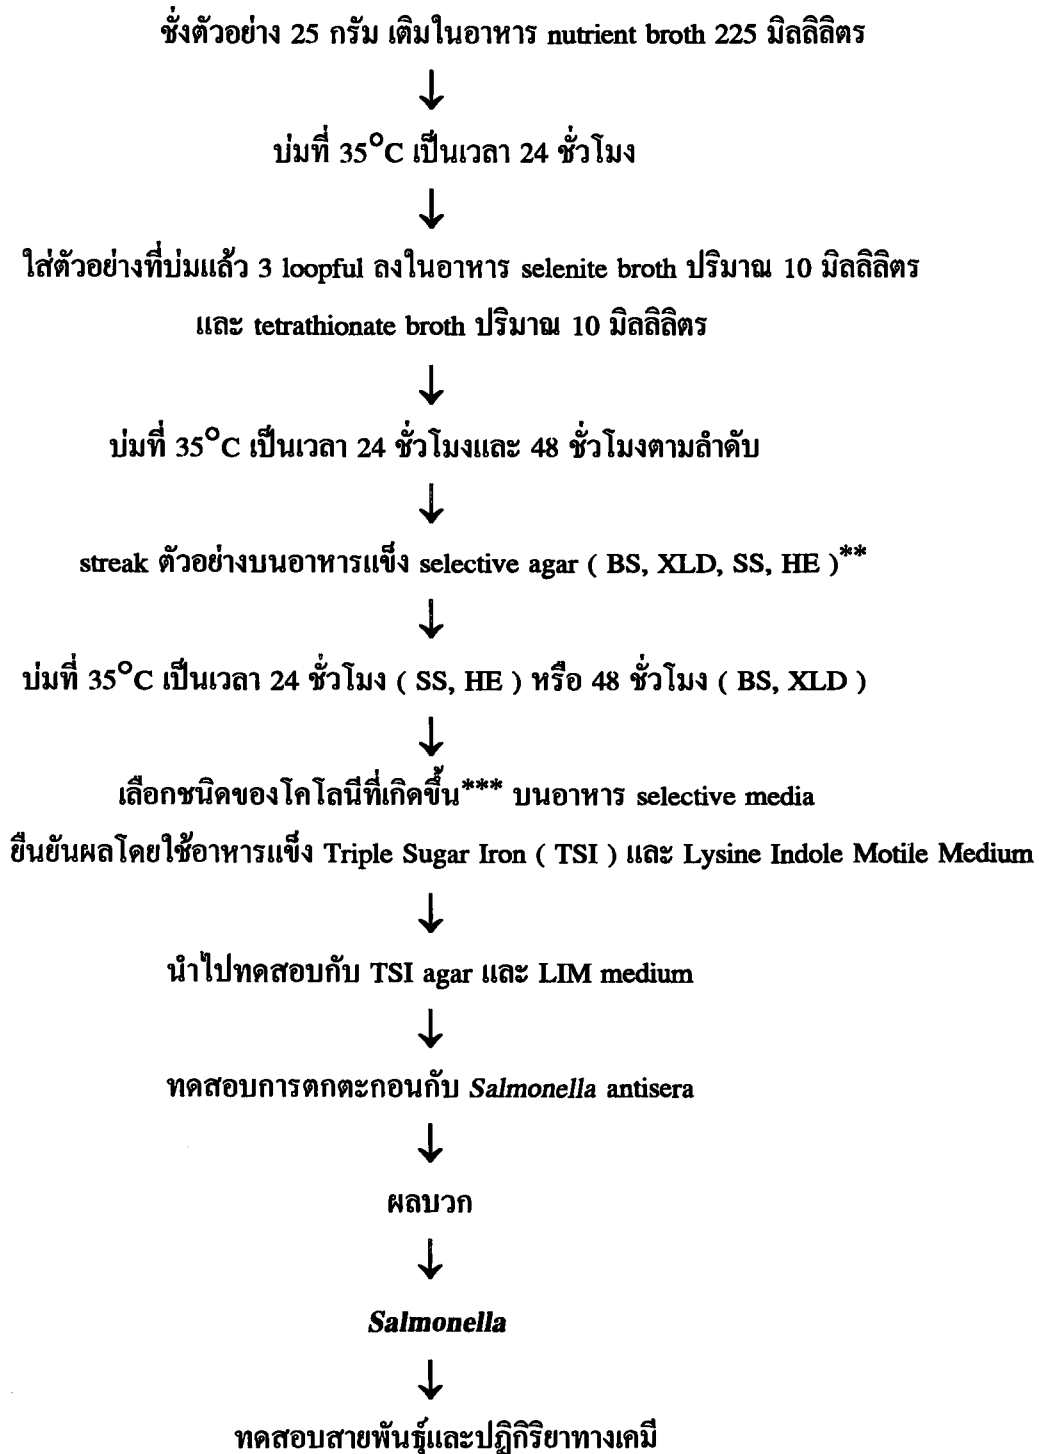 ชั่งตัวอย่าง 25 กรัม เติมในอาหาร nutrient broth 225 มิลลิลิตร
↓
บ่มที่ 35°C เป็นเวลา 24 ชั่วโมง
↓
ใส่ตัวอย่างที่บ่มแล้ว 3 loopful ลงในอาหาร selenite broth ปริมาณ 10 มิลลิลิตร
และ tetrathionate broth ปริมาณ 10 มิลลิลิตร
↓
บ่มที่ 35°C เป็นเวลา 24 ชั่วโมงและ 48 ชั่วโมงตามลำดับ
↓
streak ตัวอย่างบนอาหารแข็ง selective agar ( BS, XLD, SS, HE )**
↓
บ่มที่ 35°C เป็นเวลา 24 ชั่วโมง ( SS, HE ) หรือ 48 ชั่วโมง ( BS, XLD )
↓
เลือกชนิดของโคโลนีที่เกิดขึ้น*** บนอาหาร selective media
ยืนยันผลโดยใช้อาหารแข็ง Triple Sugar Iron ( TSI ) และ Lysine Indole Motile Medium
↓
นำไปทดสอบกับ TSI agar และ LIM medium
↓
ทดสอบการตกตะกอนกับ Salmonella antisera
↓
ผลบวก
↓
Salmonella
↓
ทดสอบสายพันธุ์และปฏิกิริยาทางเคมี